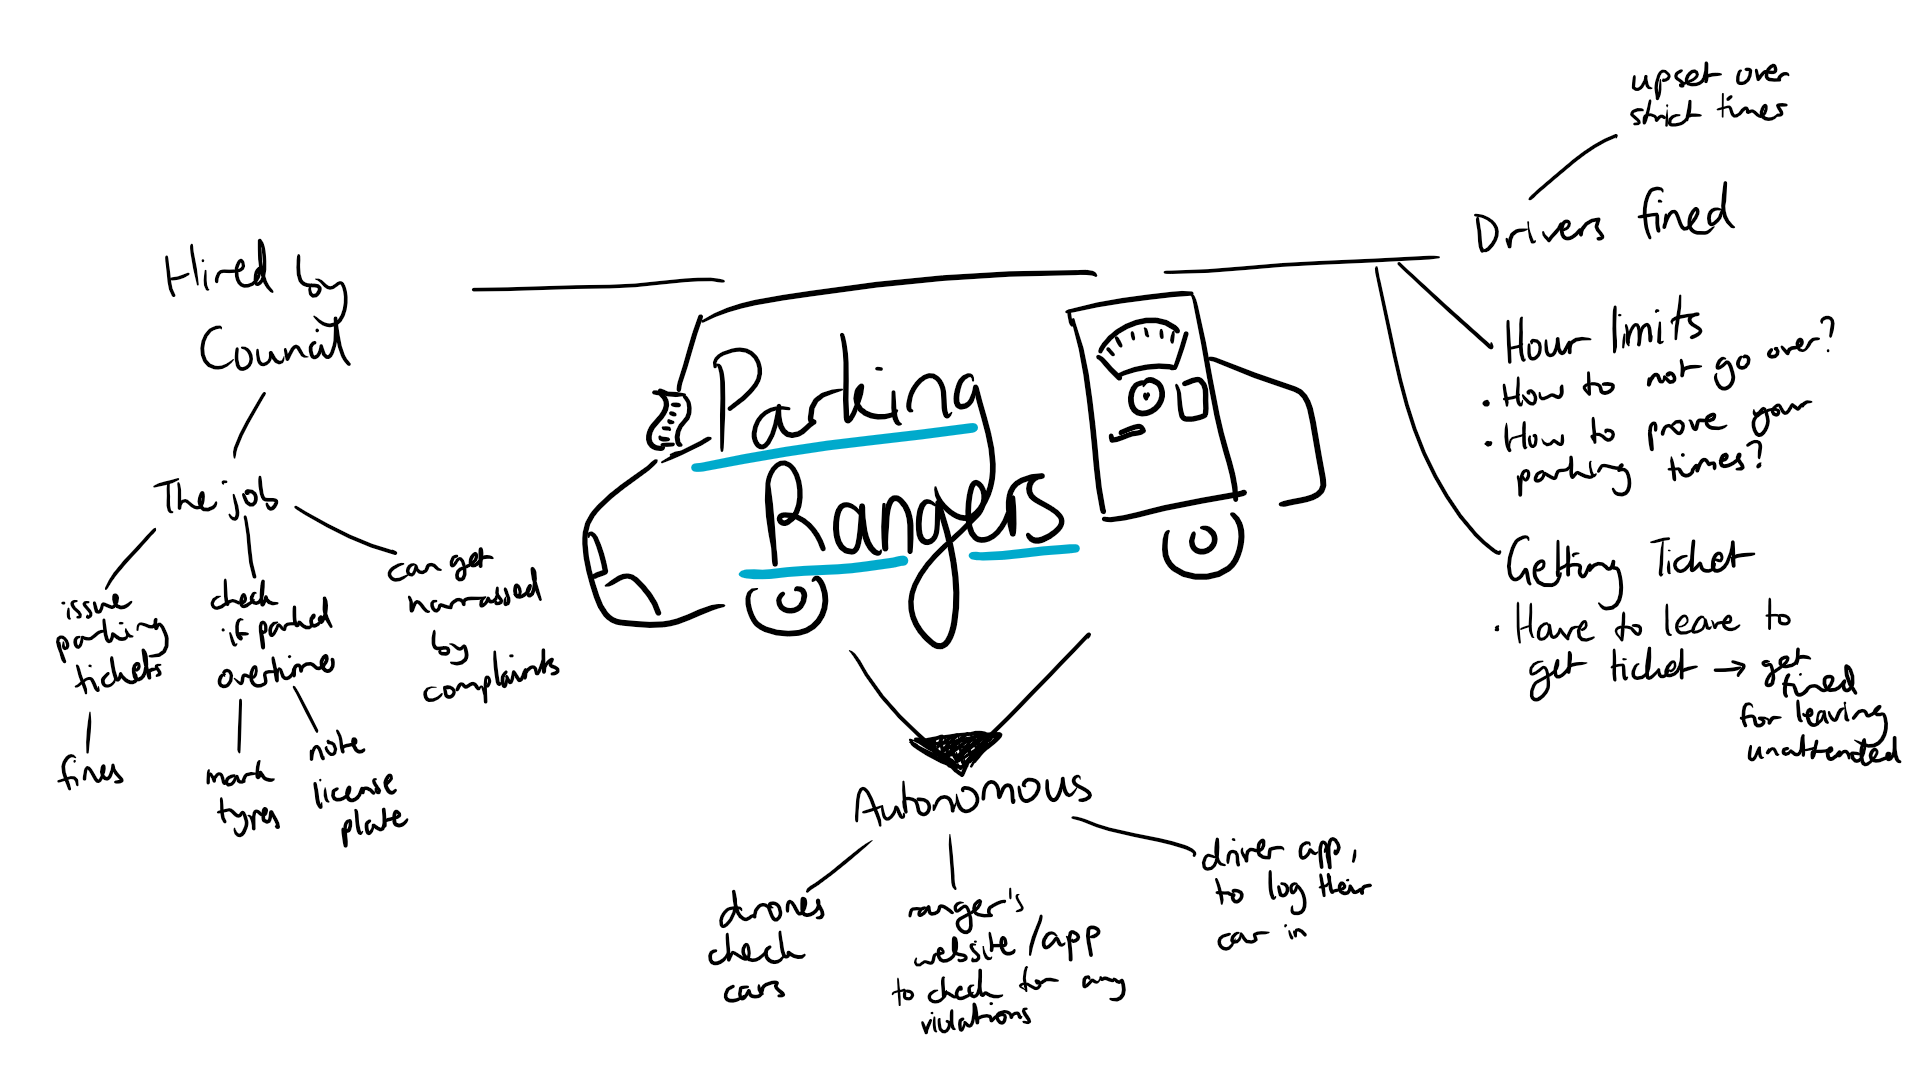 Parking
Rangers
Hired by
Council
The job
issue
parking
tickets
fines
check
if parked
overtime
mark
tyres
note
license
plate
can get
harrassed
by
complaints
upset over
strict times
Drivers fined
Hour limits
• How to not go over?
• How to prove your
parking times?
Getting Ticket
• Have to leave to
get ticket → get
fined
for leaving
unattended
Autonomous
drones
check
cars
ranger's
website/app
to check for any
violations
driver app,
to log their
car in